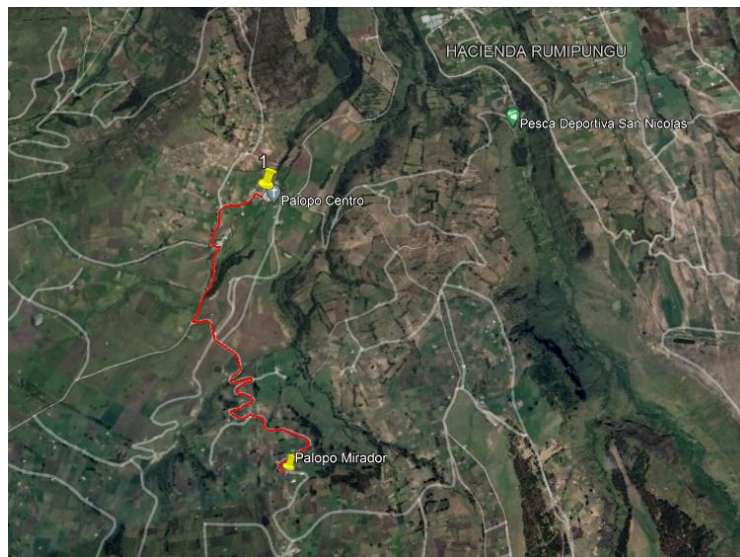 HACIENDA RUMIPUNGU
Pesca Deportiva San Nicolas
1
Palopo Centro
Palopo Mirador